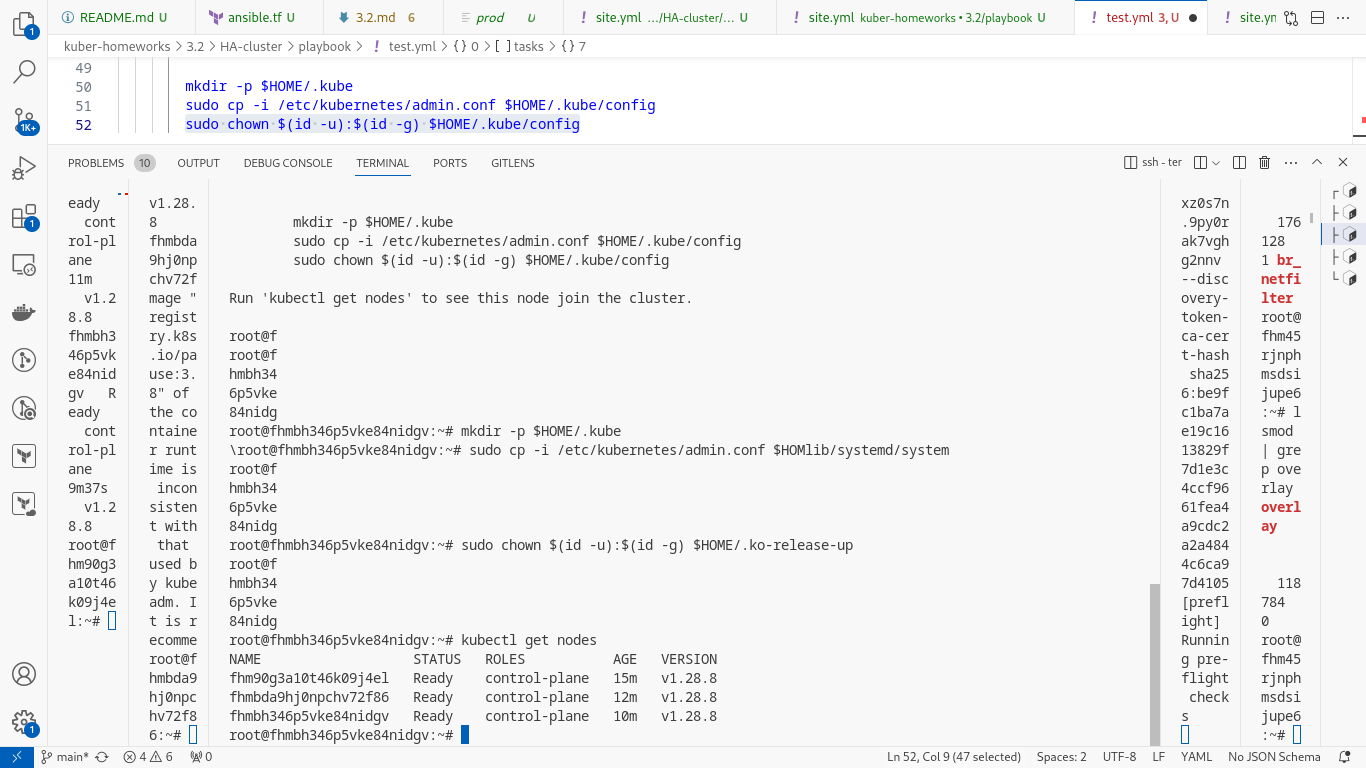 README.md U
ansible.tf U
3.2.md 6
prod U
site.yml .../HA-cluster/... U
site.yml kuber-homeworks • 3.2/playbook U
test.yml 3, U
site.yn
kuber-homeworks > 3.2 > HA-cluster > playbook > ! test.yml > {} 0 > [ ] tasks > {} 7
49
50 mkdir -p $HOME/.kube
51 sudo cp -i /etc/kubernetes/admin.conf $HOME/.kube/config
52 sudo chown $(id -u):$(id -g) $HOME/.kube/config
PROBLEMS 10 OUTPUT DEBUG CONSOLE TERMINAL PORTS GITLENS
ssh - ter
1
1K+
1
1
eady
cont
rol-pl
ane
11m
v1.2
8.8
fhmbh3
46p5vk
e84nid
gv R
eady
cont
rol-pl
ane
9m37s
v1.2
8.8
root@f
hm90g3
a10t46
k09j4e
l:~#
v1.28.
8
fhmbda
9hj0np
chv72f
mage "
regist
ry.k8s
.io/pa
use:3.
8" of
the co
ntaine
r runt
ime is
incon
sisten
t with
that
used b
y kube
adm. I
t is r
ecomme
root@f
hmbda9
hj0npc
hv72f8
6:~#
mkdir -p $HOME/.kube
sudo cp -i /etc/kubernetes/admin.conf $HOME/.kube/config
sudo chown $(id -u):$(id -g) $HOME/.kube/config
Run 'kubectl get nodes' to see this node join the cluster.
root@f
root@f
hmbh34
6p5vke
84nidg
root@fhmbh346p5vke84nidgv:~# mkdir -p $HOME/.kube
\root@fhmbh346p5vke84nidgv:~# sudo cp -i /etc/kubernetes/admin.conf $HOMlib/systemd/system
root@f
hmbh34
6p5vke
84nidg
root@fhmbh346p5vke84nidgv:~# sudo chown $(id -u):$(id -g) $HOME/.ko-release-up
root@f
hmbh34
6p5vke
84nidg
root@fhmbh346p5vke84nidgv:~# kubectl get nodes
NAME STATUS ROLES AGE VERSION
fhm90g3a10t46k09j4el Ready control-plane 15m v1.28.8
fhmbda9hj0npchv72f86 Ready control-plane 12m v1.28.8
fhmbh346p5vke84nidgv Ready control-plane 10m v1.28.8
root@fhmbh346p5vke84nidgv:~#
xz0s7n
.9py0r
ak7vgh
g2nnv
--disc
overy-
token-
ca-cer
t-hash
sha25
6:be9f
c1ba7a
e19c16
13829f
7d1e3c
4ccf96
61fea4
a9cdc2
a2a484
4c6ca9
7d4105
[prefl
ight]
Runnin
g pre-
flight
check
s
176
128
1 br_
netfi
lter
root@
fhm45
rjnph
msdsi
jupe6
:~# l
smod
| gre
p ove
rlay
overl
ay
118
784
0
root@
fhm45
rjnph
msdsi
jupe6
:~#
main* 4 6 0 Ln 52, Col 9 (47 selected) Spaces: 2 UTF-8 LF YAML No JSON Schema